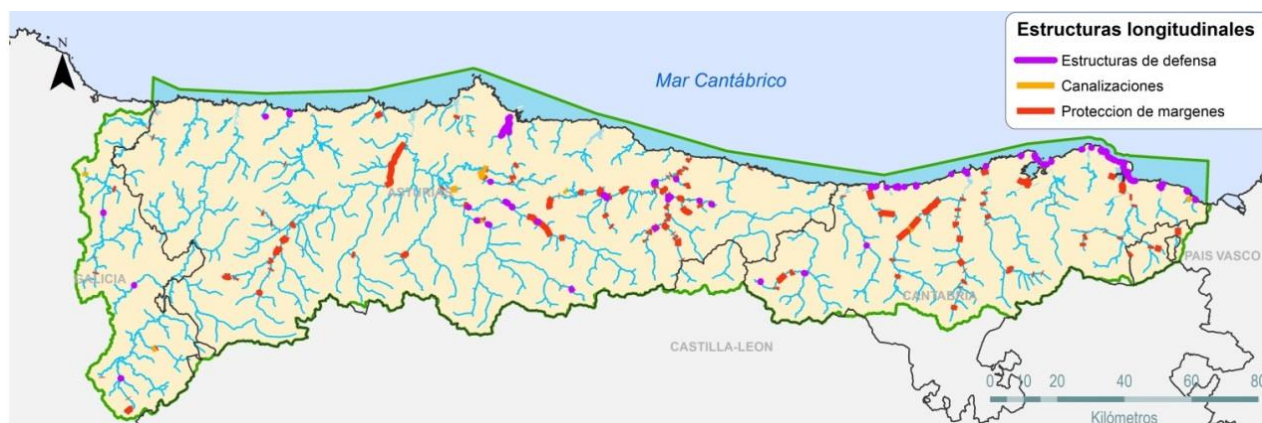 Estructuras longitudinales
Estructuras de defensa
Canalizaciones
Proteccion de margenes
N
Mar Cantábrico
ASTURIAS
GALICIA
PAIS VASCO
CANTABRIA
CASTILLA-LEON
0 10 20 40 60 80
Kilómetros